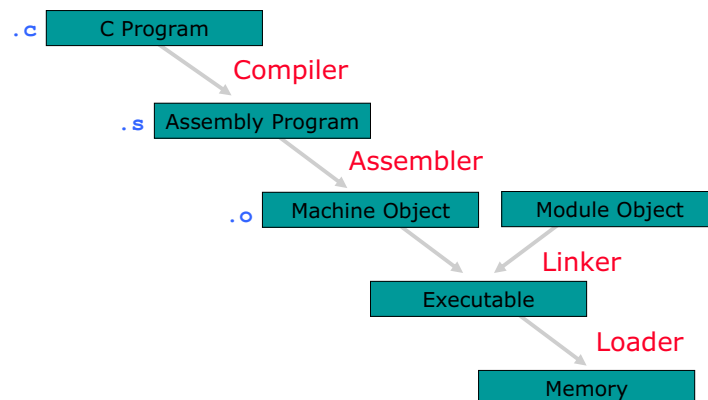 .c C Program
Compiler
.s Assembly Program
Assembler
.o Machine Object Module Object
Linker
Executable
Loader
Memory